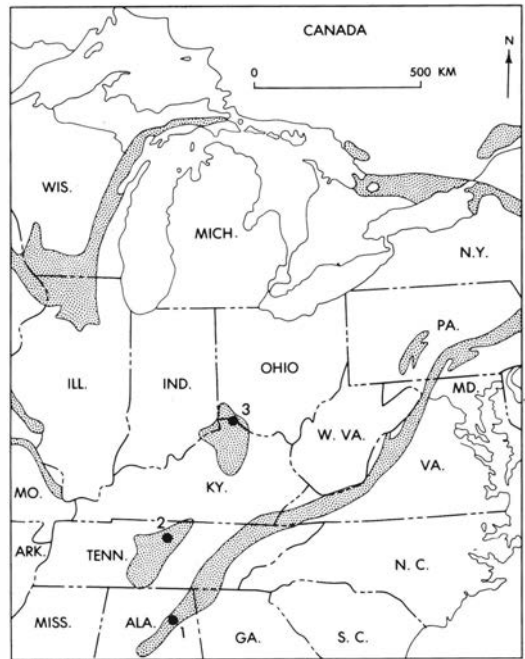 CANADA
N
0 500 KM
WIS.
MICH.
N.Y.
PA.
ILL.
IND.
OHIO
MD.
3
W. VA.
VA.
KY.
MO.
2
ARK.
TENN.
N. C.
MISS.
ALA.
1
GA.
S. C.